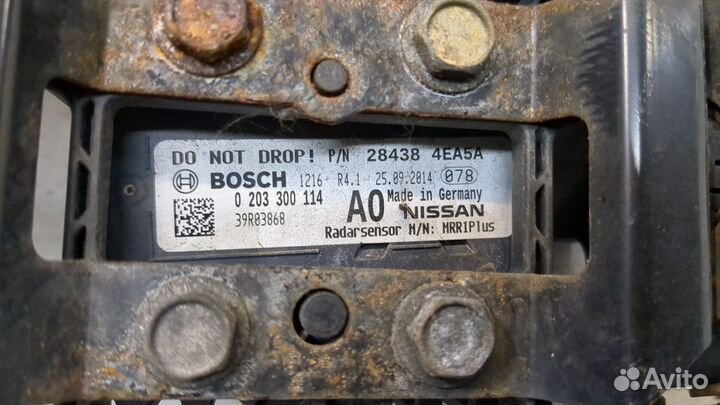 DO NOT DROP! P/N 28438 4EA5A
BOSCH 1216- R4.1- 25.09.2014 078
0 203 300 114 A0 Made in Germany
39R03868 NISSAN
Radarsensor M/N: MRR1Plus
Avito